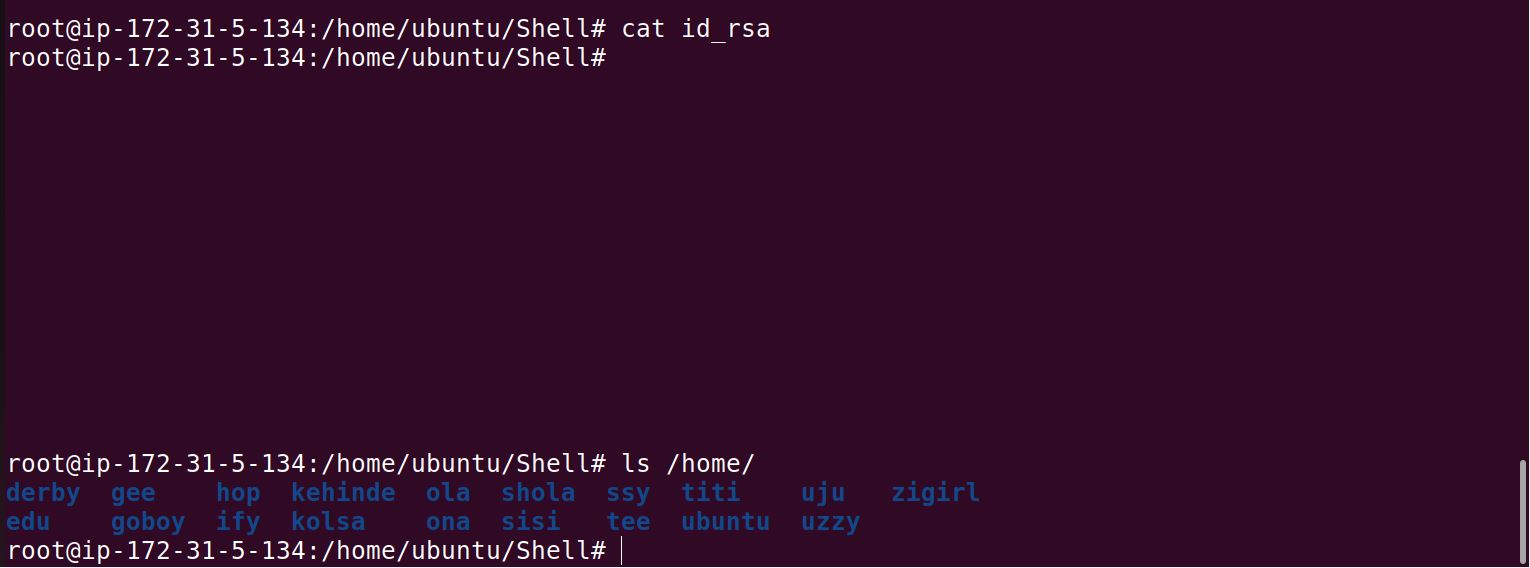 root@ip-172-31-5-134:/home/ubuntu/Shell# cat id_rsa
root@ip-172-31-5-134:/home/ubuntu/Shell#
root@ip-172-31-5-134:/home/ubuntu/Shell# ls /home/
derby  gee    hop  kehinde  ola  shola  ssy  titi    uju   zigirl
edu    goboy  ify  kolsa    ona  sisi   tee  ubuntu  uzzy
root@ip-172-31-5-134:/home/ubuntu/Shell#